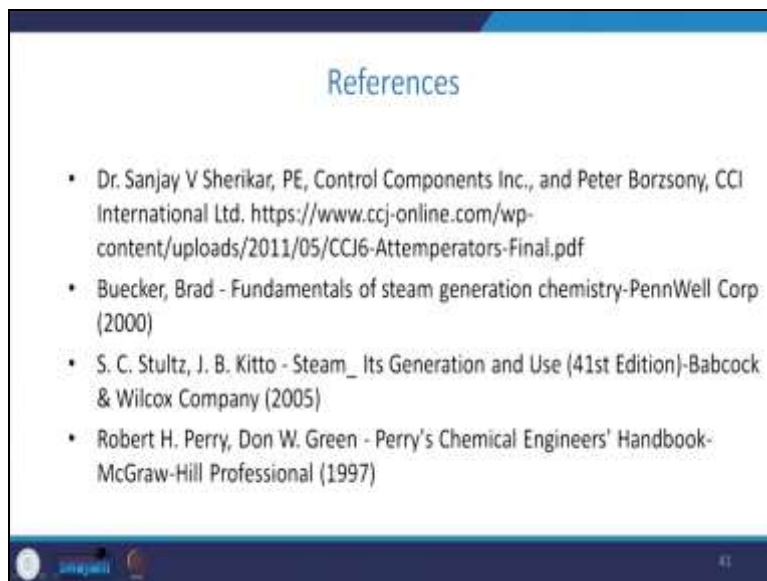 References
• Dr. Sanjay V Sherikar, PE, Control Components Inc., and Peter Borzsony, CCI
International Ltd. https://www.ccj-online.com/wp-
content/uploads/2011/05/CCJ6-Attemperators-Final.pdf
• Buecker, Brad - Fundamentals of steam generation chemistry-PennWell Corp
(2000)
• S. C. Stultz, J. B. Kitto - Steam_ Its Generation and Use (41st Edition)-Babcock
& Wilcox Company (2005)
• Robert H. Perry, Don W. Green - Perry's Chemical Engineers' Handbook-
McGraw-Hill Professional (1997)
41